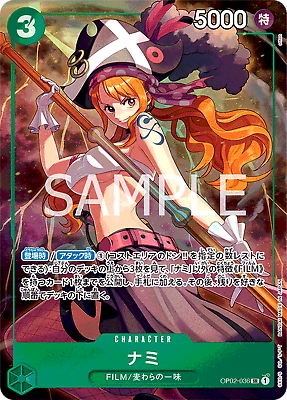 3
5000
特
SAMPLE
登場時/アタック時 ①(コストエリアのドン!!を指定の数レストに
できる):自分のデッキの上から3枚を見て、「ナミ」以外の特徴《FILM》
を持つカード1枚までを公開し、手札に加える。その後、残りを好きな
順番でデッキの下に置く。
CHARACTER
ナミ
FILM/麦わらの一味
OP02-036 SR 1